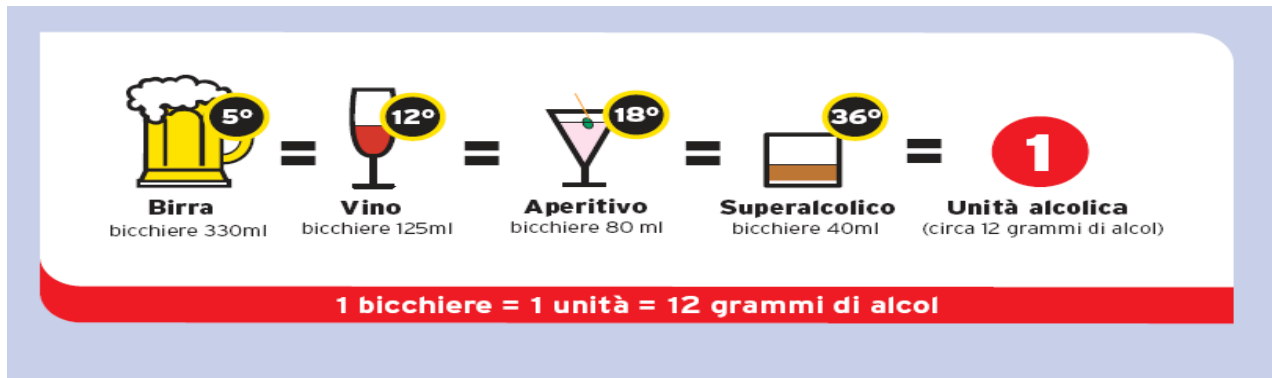 5°
=
12°
=
18°
=
36°
=
1
Birra
bicchiere 330ml
Vino
bicchiere 125ml
Aperitivo
bicchiere 80 ml
Superalcolico
bicchiere 40ml
Unità alcolica
(circa 12 grammi di alcol)
1 bicchiere = 1 unità = 12 grammi di alcol